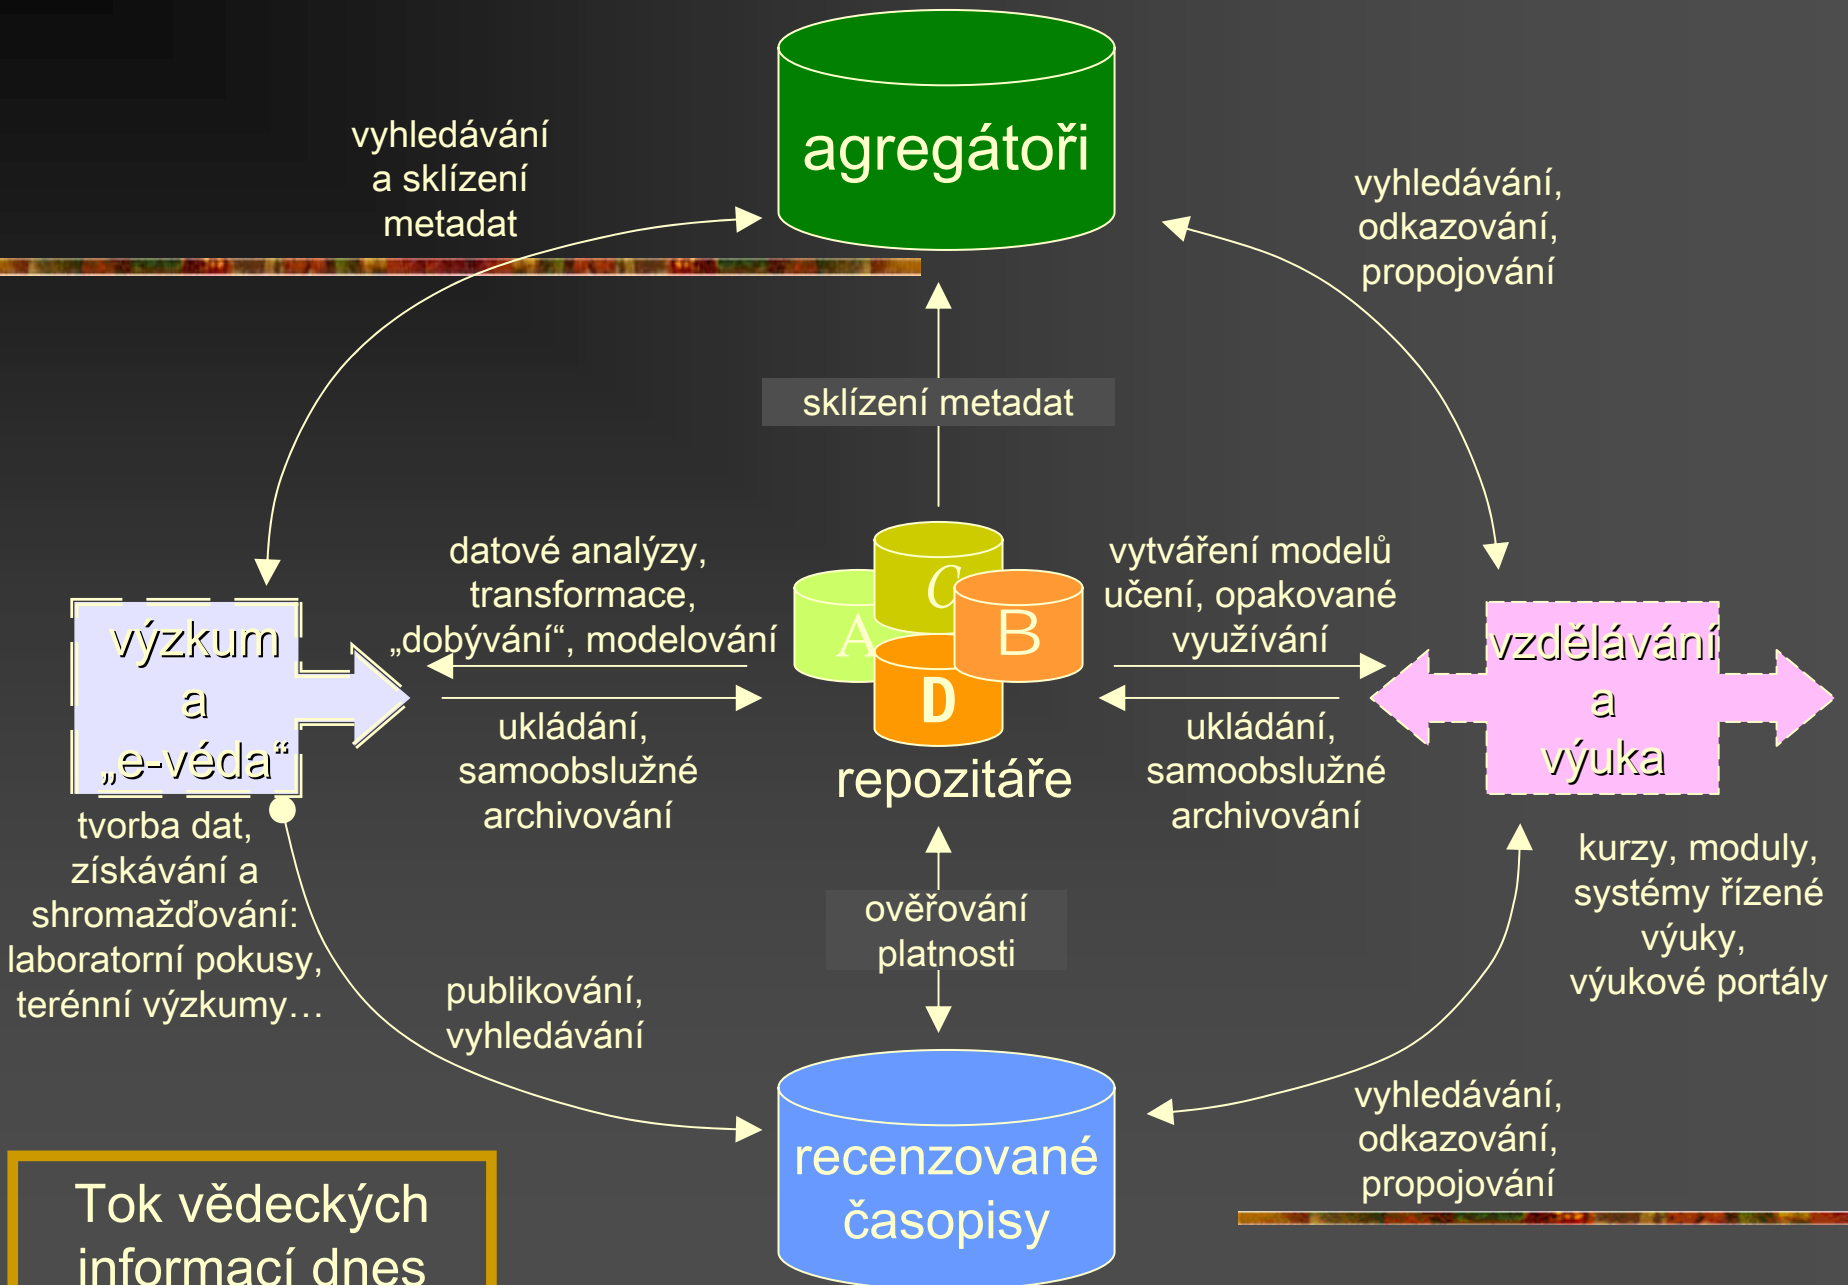 agregátoři
vyhledávání
a sklízení
metadat
vyhledávání,
odkazování,
propojování
sklízení metadat
datové analýzy,
transformace,
„dobývání“, modelování
C
A
B
D
vytváření modelů
učení, opakované
využívání
výzkum
a
„e-véda“
vzdělávání
a
výuka
ukládání,
samoobslužné
archivování
repozitáře
ukládání,
samoobslužné
archivování
tvorba dat,
získávání a
shromažďování:
laboratorní pokusy,
terénní výzkumy…
kurzy, moduly,
systémy řízené
výuky,
výukové portály
ověřování
platnosti
publikování,
vyhledávání
recenzované
časopisy
vyhledávání,
odkazování,
propojování
Tok vědeckých
informací dnes